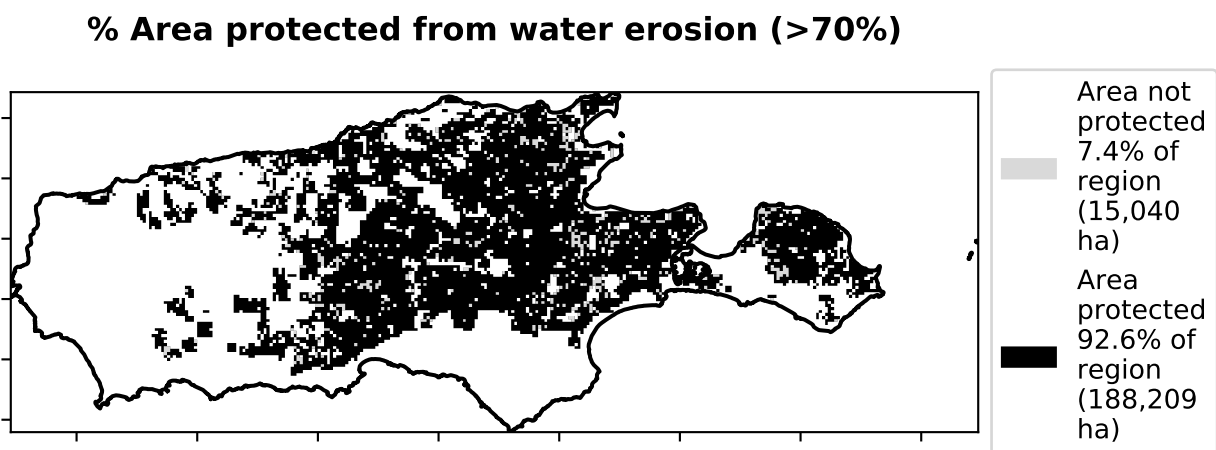 % Area protected from water erosion (>70%)
Area not
protected
7.4% of
region
(15,040
ha)
Area
protected
92.6% of
region
(188,209
ha)